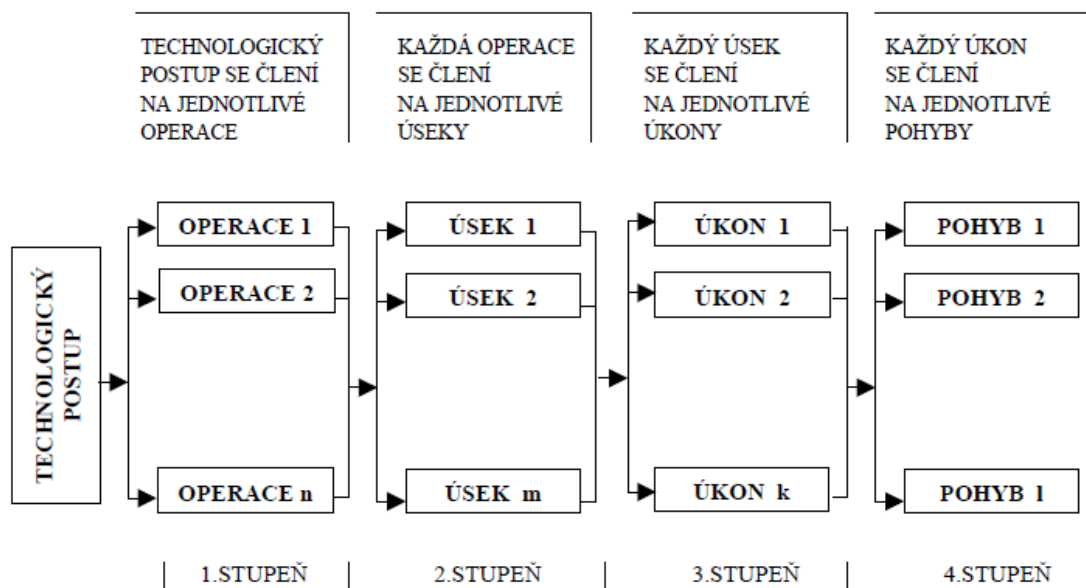 TECHNOLOGICKÝ
POSTUP SE ČLENÍ
NA JEDNOTLIVÉ
OPERACE
KAŽDÁ OPERACE
SE ČLENÍ
NA JEDNOTLIVÉ
ÚSEKY
KAŽDÝ ÚSEK
SE ČLENÍ
NA JEDNOTLIVÉ
ÚKONY
KAŽDÝ ÚKON
SE ČLENÍ
NA JEDNOTLIVÉ
POHYBY
TECHNOLOGICKÝ
POSTUP
OPERACE 1
OPERACE 2
OPERACE n
ÚSEK 1
ÚSEK 2
ÚSEK m
ÚKON 1
ÚKON 2
ÚKON k
POHYB 1
POHYB 2
POHYB l
1.STUPEŇ
2.STUPEŇ
3.STUPEŇ
4.STUPEŇ